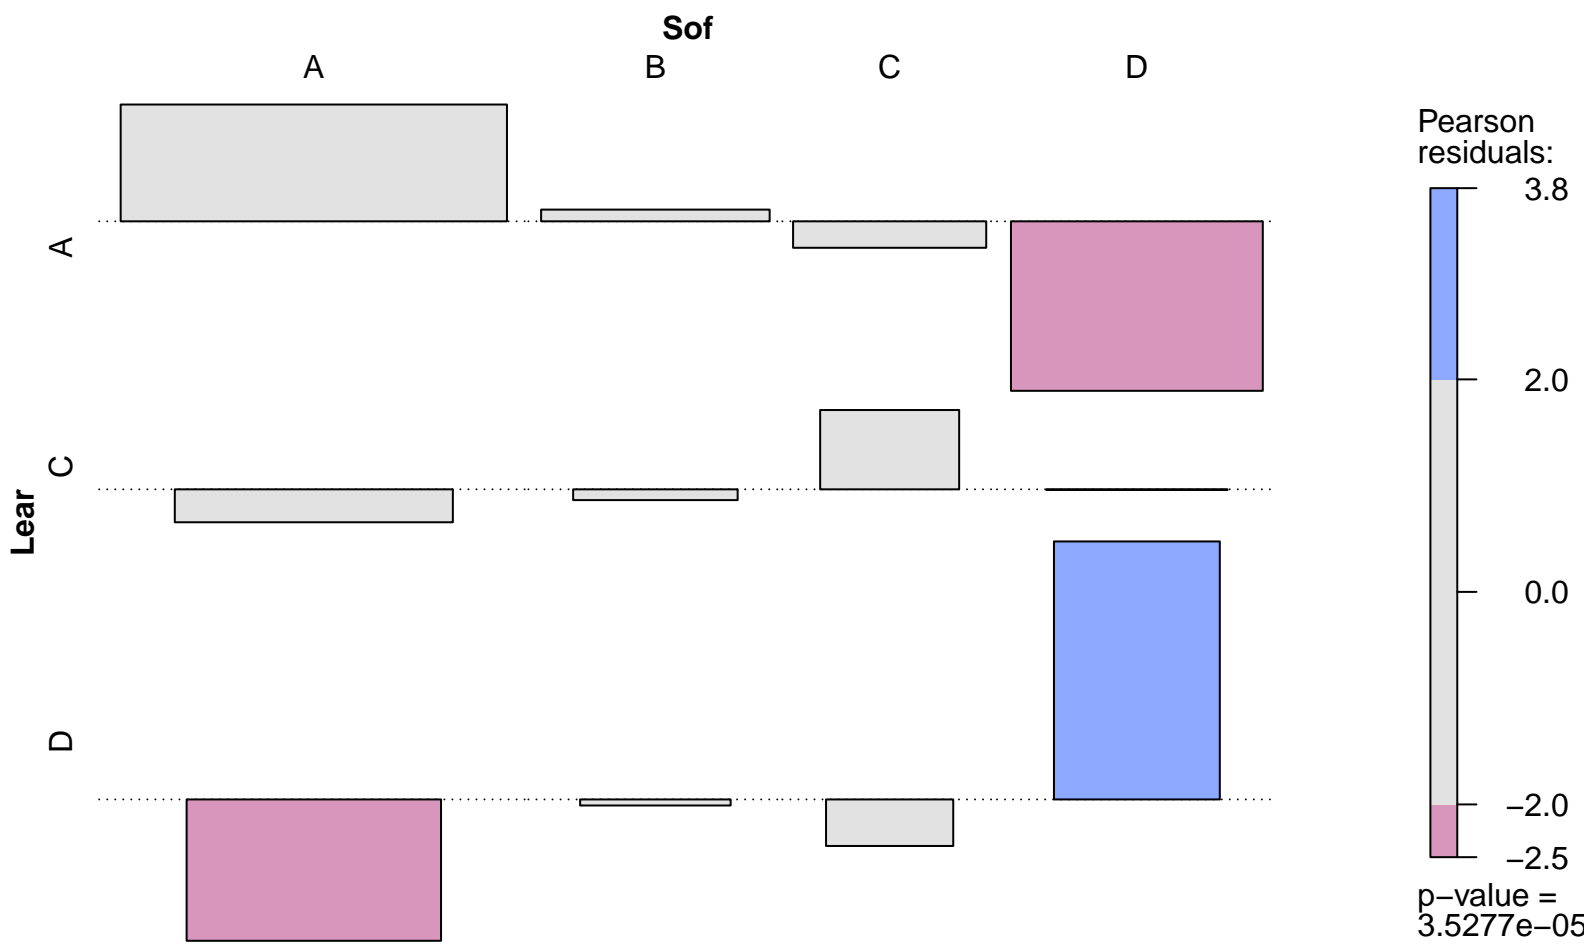 Sof
A B C D
A
C
D
Lear
Pearson
residuals:
3.8
2.0
0.0
−2.0
−2.5
p−value =
3.5277e−05